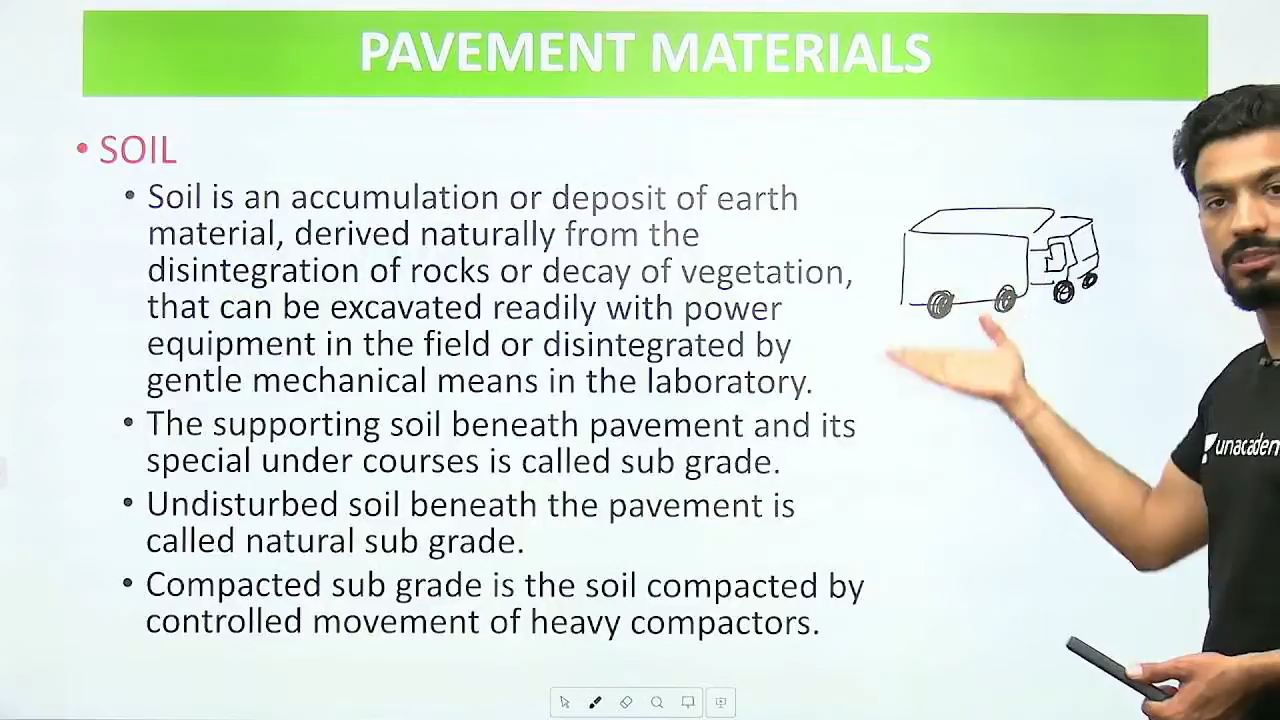 PAVEMENT MATERIALS
• SOIL
• Soil is an accumulation or deposit of earth
material, derived naturally from the
disintegration of rocks or decay of vegetation,
that can be excavated readily with power
equipment in the field or disintegrated by
gentle mechanical means in the laboratory.
• The supporting soil beneath pavement and its
special under courses is called sub grade.
• Undisturbed soil beneath the pavement is
called natural sub grade.
• Compacted sub grade is the soil compacted by
controlled movement of heavy compactors.
unacadem